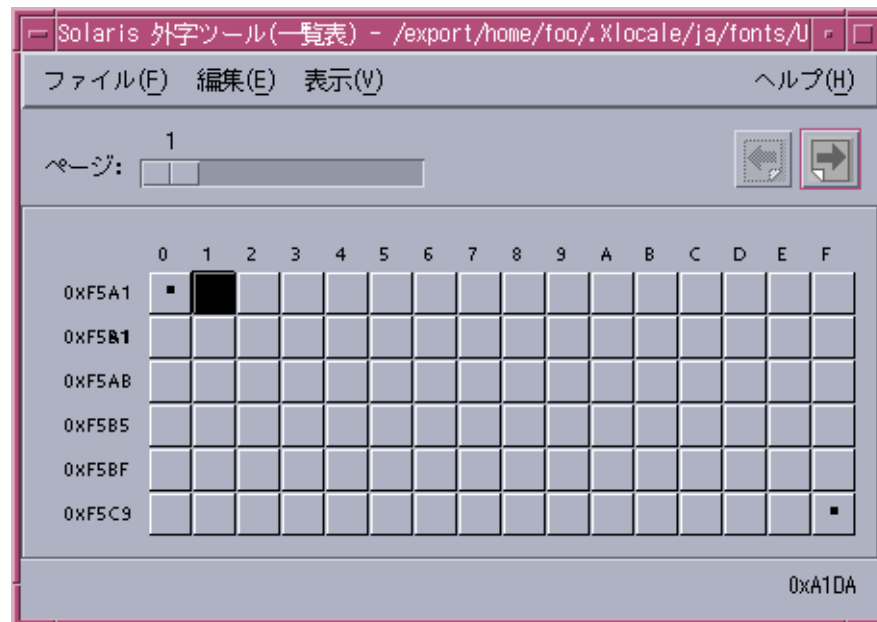 Solaris 外字ツール(一覧表) - /export/home/foo/.Xlocale/ja/fonts/U
ファイル(F) 編集(E) 表示(V) ヘルプ(H)
1
ページ:
0 1 2 3 4 5 6 7 8 9 A B C D E F
0xF5A1
0xF5B1
0xF5AB
0xF5B5
0xF5BF
0xF5C9
0xA1DA